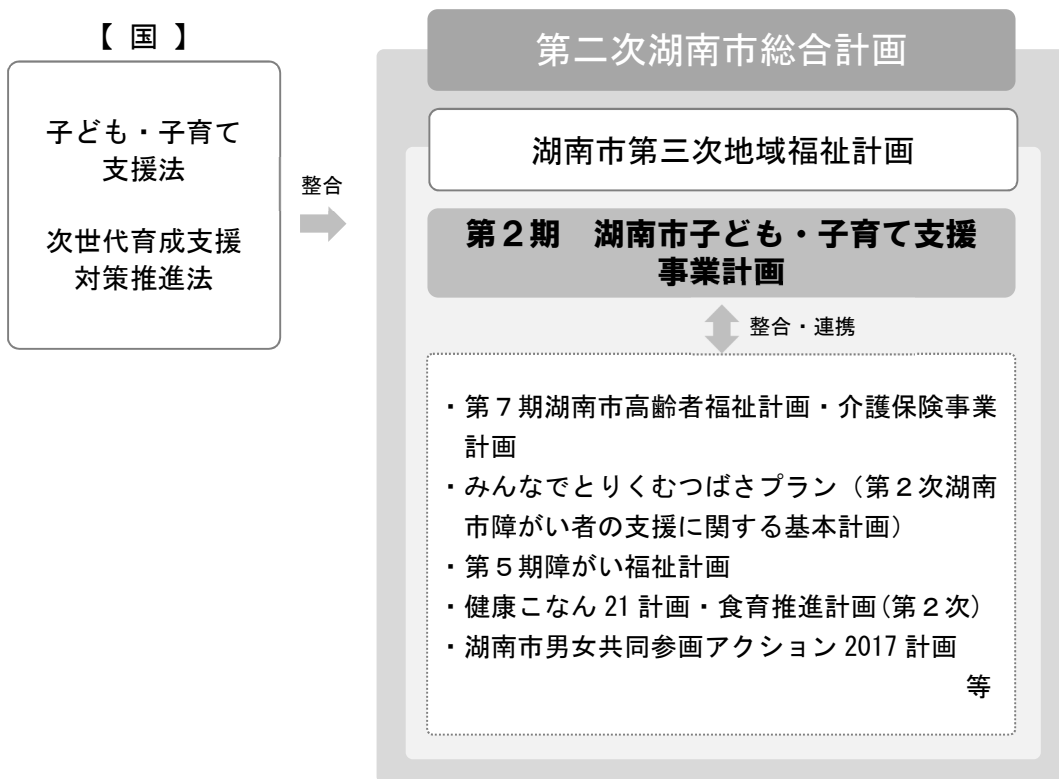 【 国 】
子ども・子育て
支援法
次世代育成支援
対策推進法
整合
第二次湖南市総合計画
湖南市第三次地域福祉計画
第２期　湖南市子ども・子育て支援
事業計画
整合・連携
・第７期湖南市高齢者福祉計画・介護保険事業
計画
・みんなでとりくむつばさプラン（第２次湖南
市障がい者の支援に関する基本計画）
・第５期障がい福祉計画
・健康こなん 21 計画・食育推進計画(第２次)
・湖南市男女共同参画アクション 2017 計画
等